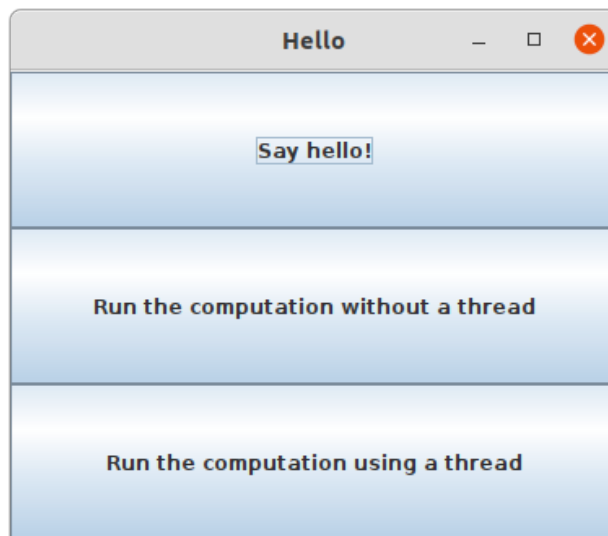 Hello
Say hello!
Run the computation without a thread
Run the computation using a thread